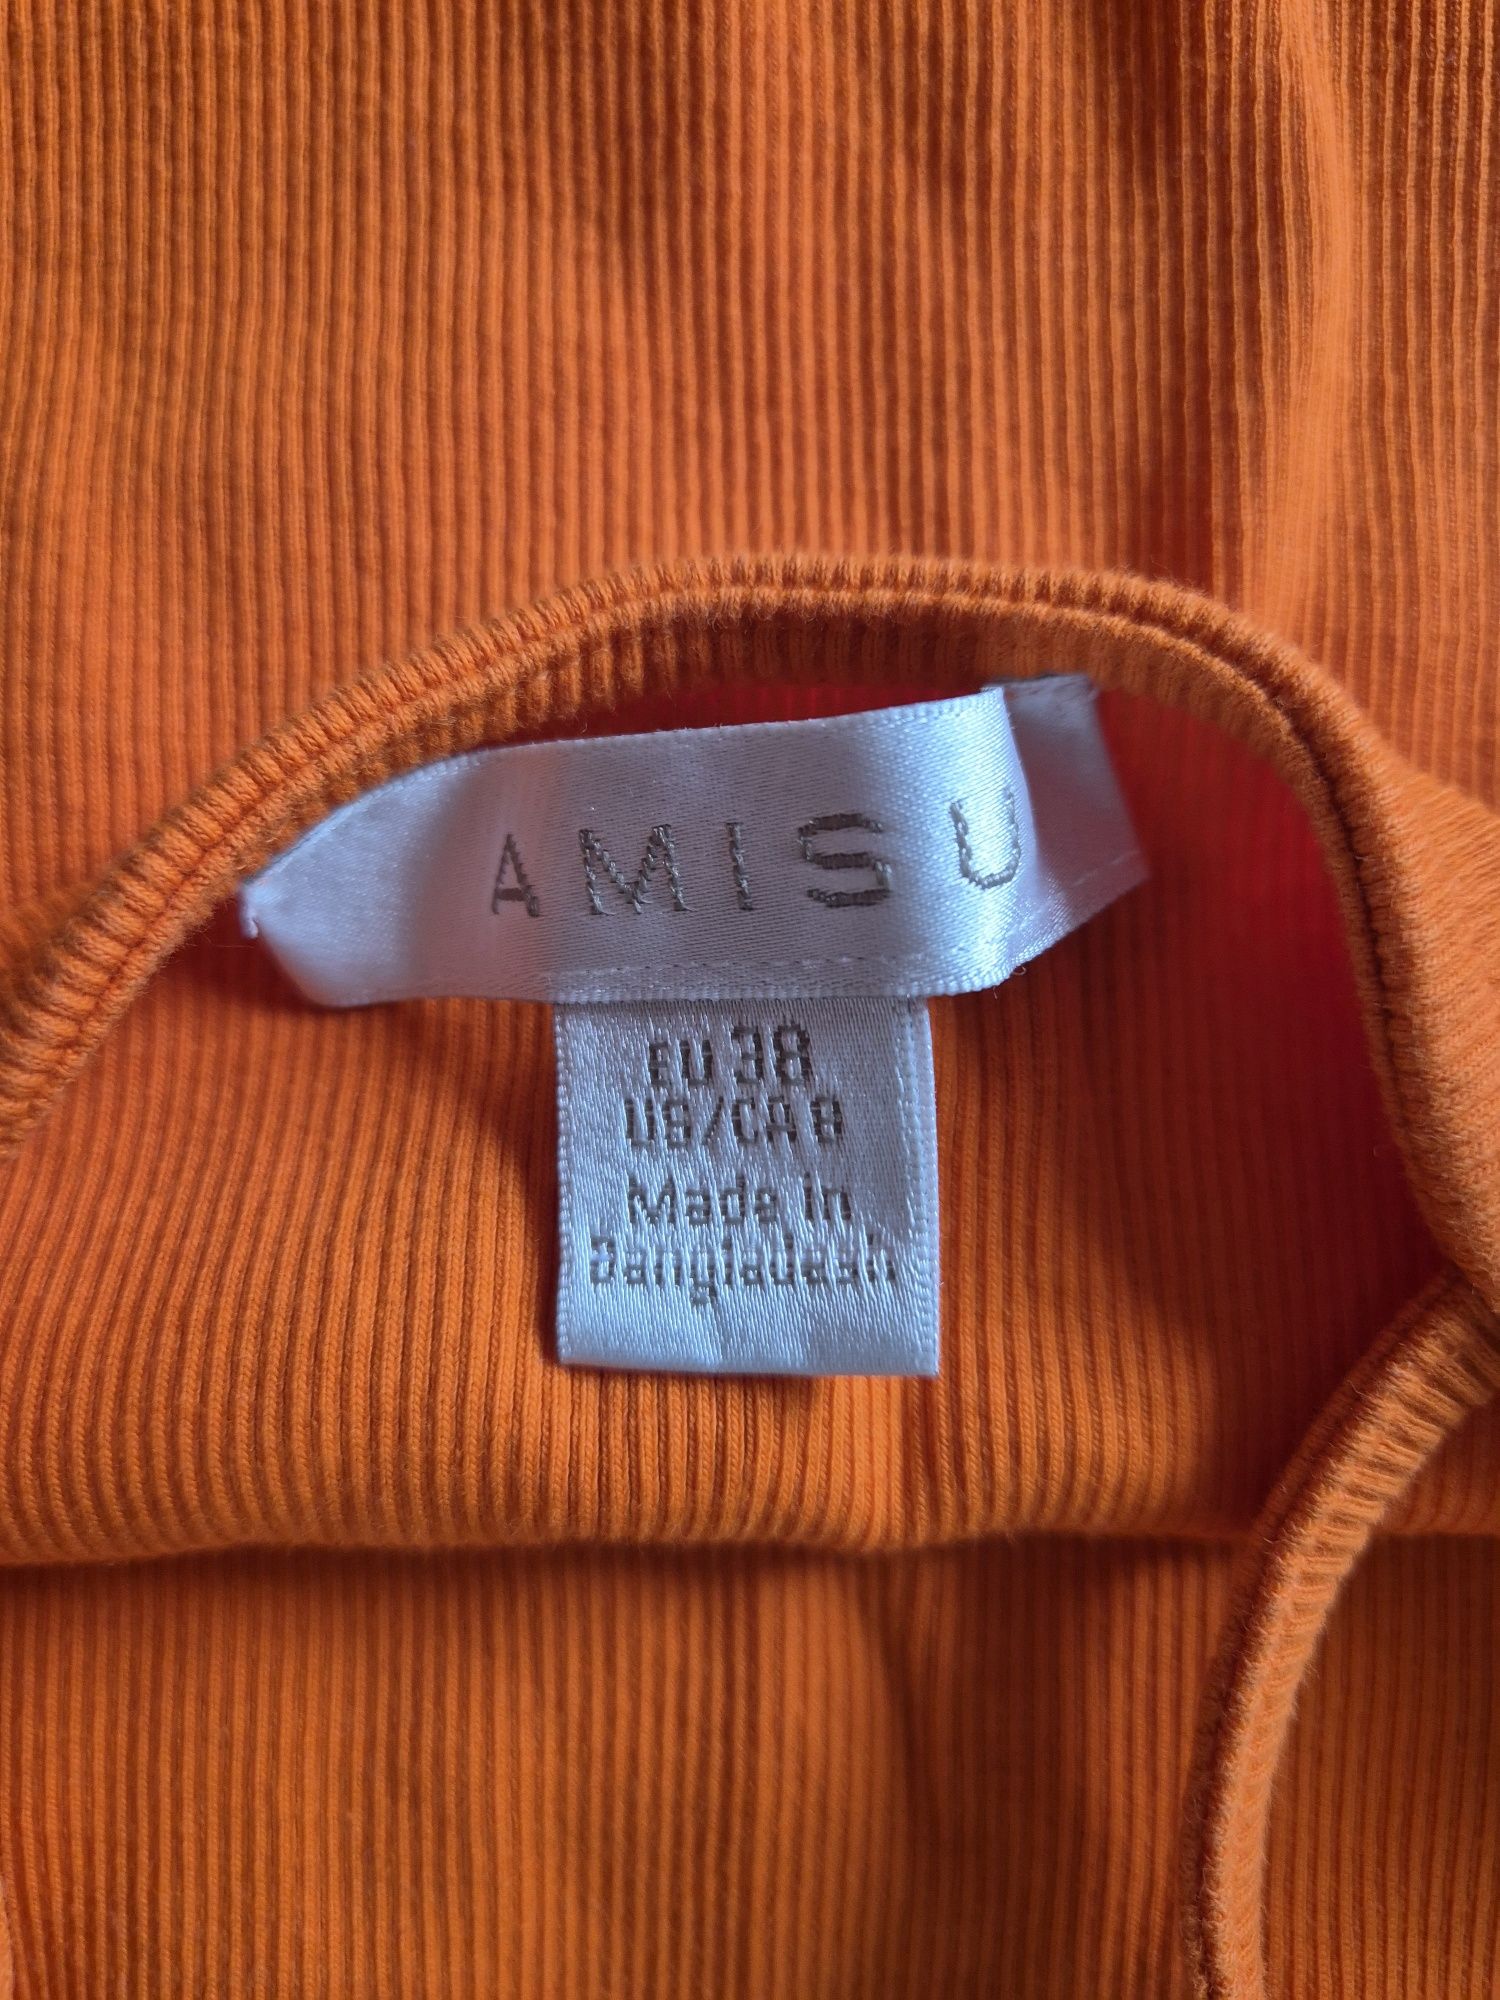 AMISU
EU 38
US/CA 8
Made in
Bangladesh